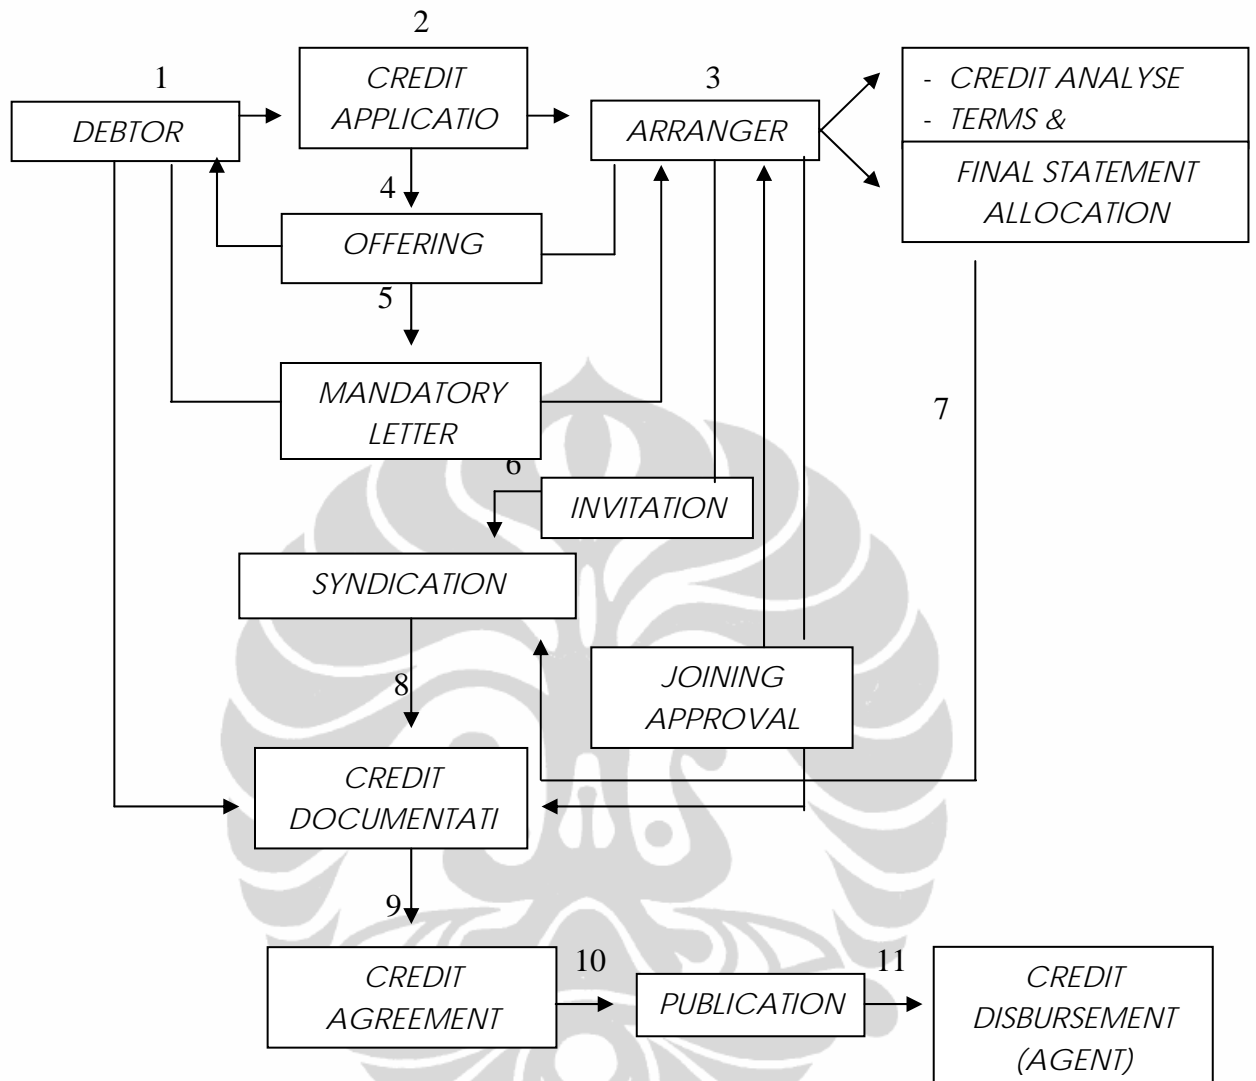 2
1
CREDIT
APPLICATIO
3
- CREDIT ANALYSE
- TERMS &
DEBTOR
ARRANGER
FINAL STATEMENT
ALLOCATION
4
OFFERING
5
MANDATORY
LETTER
7
6
INVITATION
SYNDICATION
JOINING
APPROVAL
8
CREDIT
DOCUMENTATI
9
CREDIT
AGREEMENT
10
PUBLICATION
11
CREDIT
DISBURSEMENT
(AGENT)